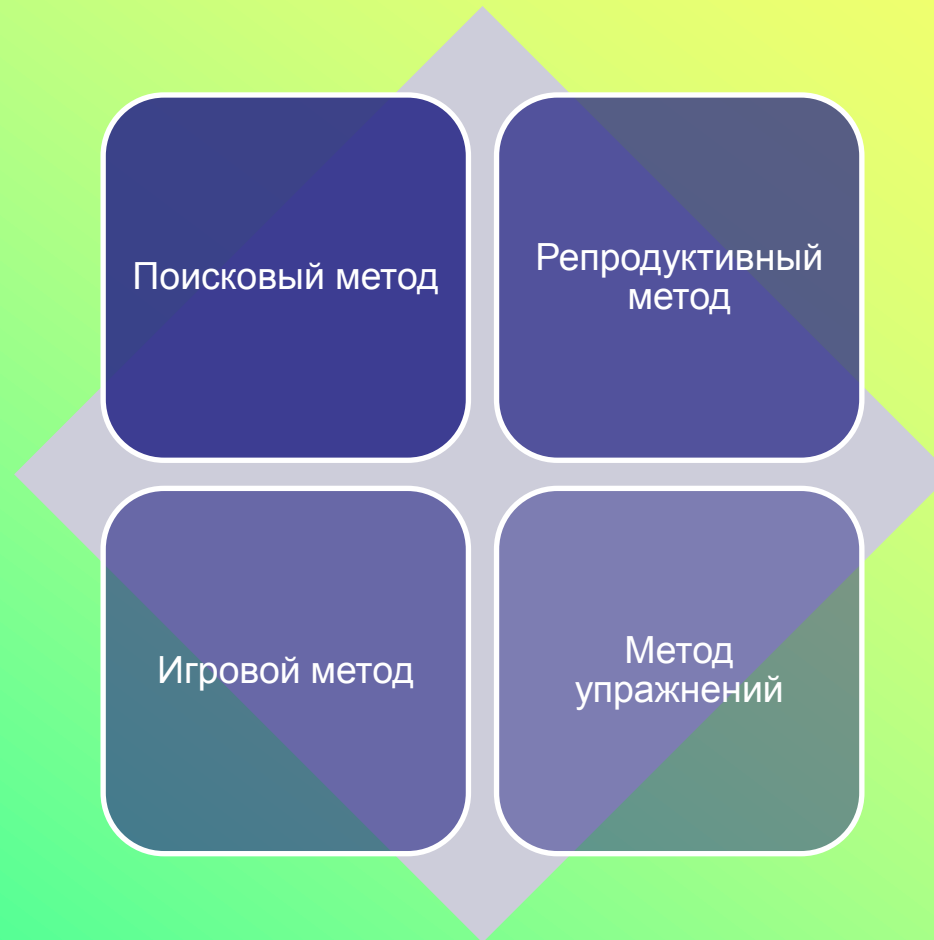 Поисковый метод
Репродуктивный
метод
Игровой метод
Метод
упражнений